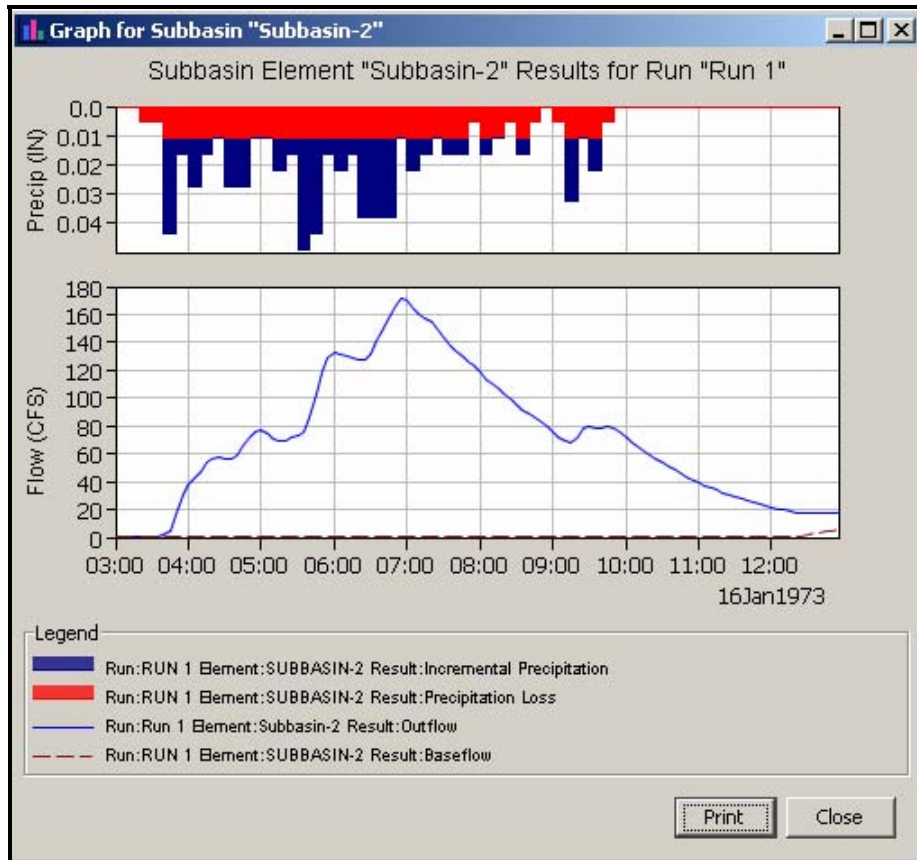 Graph for Subbasin "Subbasin-2"
Subbasin Element "Subbasin-2" Results for Run "Run 1"
Precip (IN)
0.0
0.01
0.02
0.03
0.04
Flow (CFS)
180
160
140
120
100
80
60
40
20
0
03:00 04:00 05:00 06:00 07:00 08:00 09:00 10:00 11:00 12:00
16Jan1973
Legend
Run:RUN 1 Element:SUBBASIN-2 Result:Incremental Precipitation
Run:RUN 1 Element:SUBBASIN-2 Result:Precipitation Loss
Run:Run 1 Element:Subbasin-2 Result:Outflow
Run:RUN 1 Element:SUBBASIN-2 Result:Baseflow
Print Close